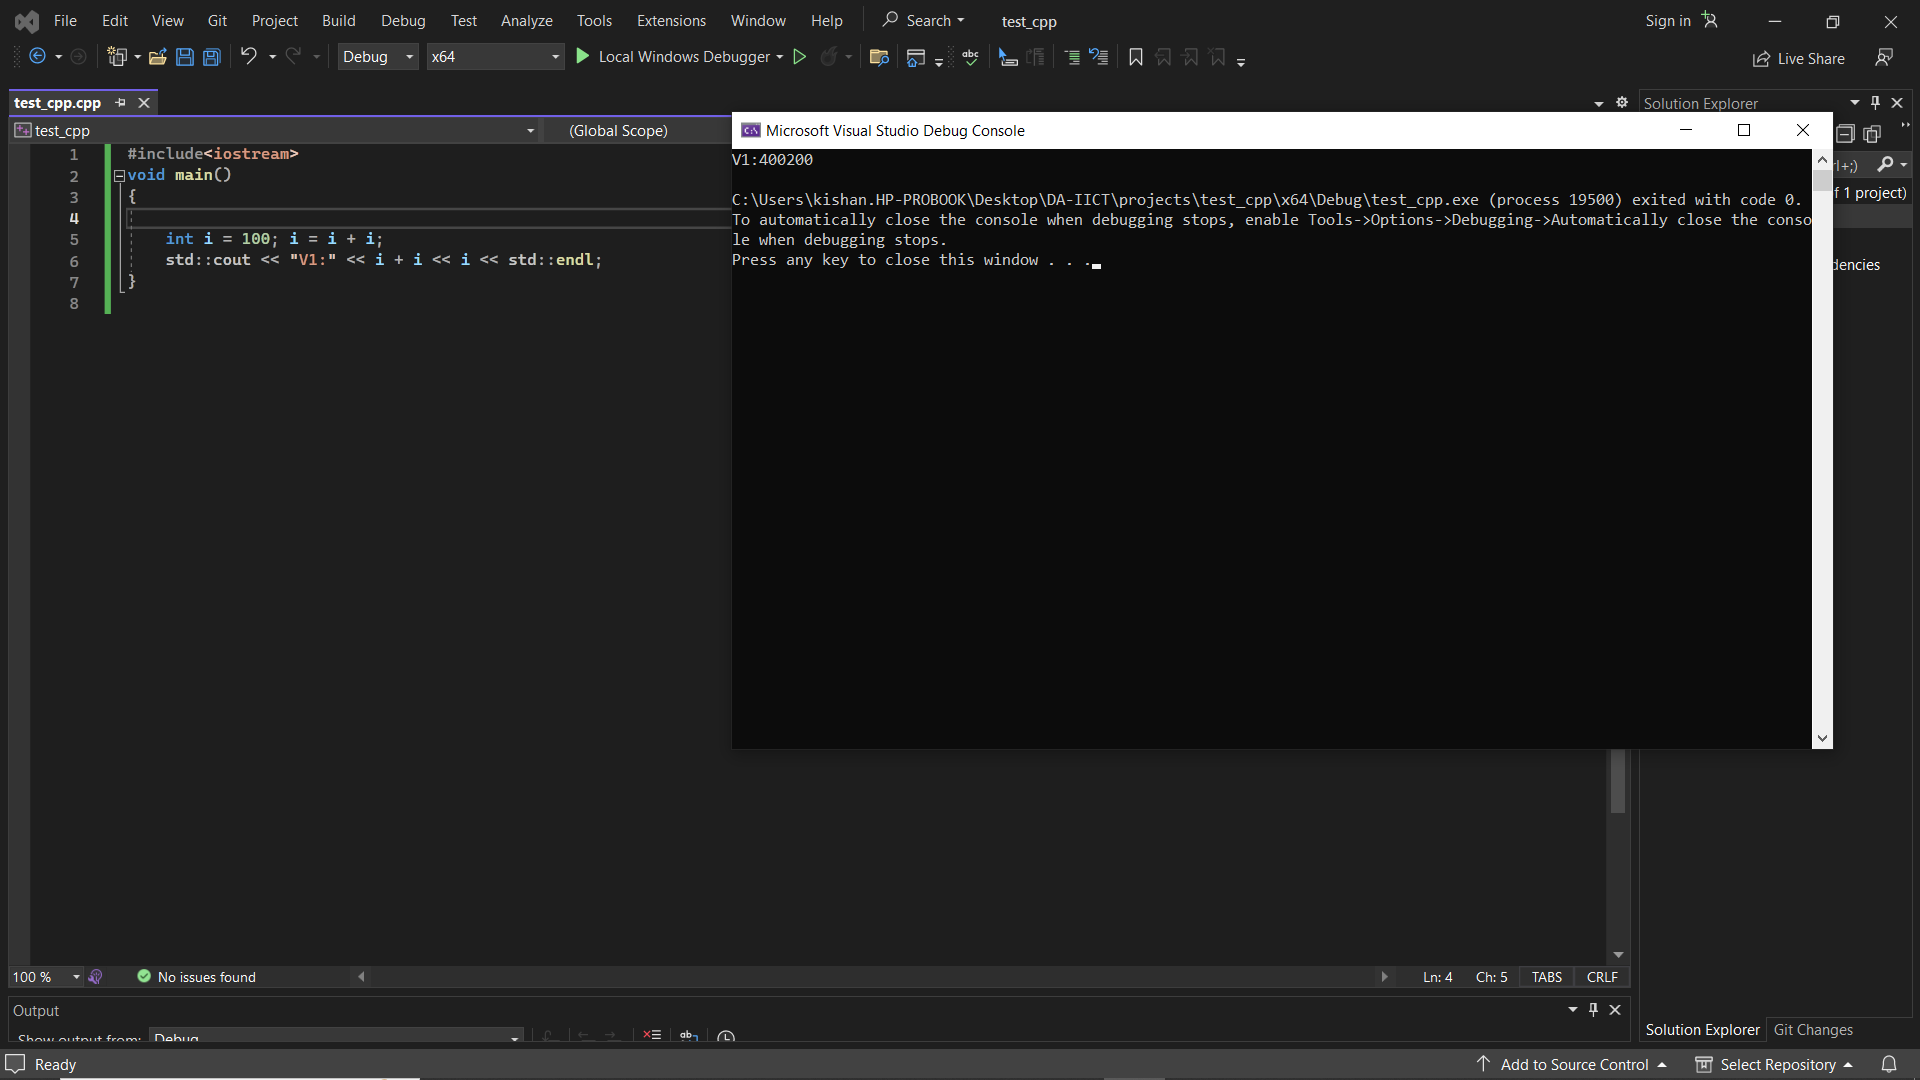 File Edit View Git Project Build Debug Test Analyze Tools Extensions Window Help Search test_cpp Sign in
Debug x64 Local Windows Debugger Live Share
test_cpp.cpp
Solution Explorer
test_cpp (Global Scope)
Microsoft Visual Studio Debug Console
1 #include<iostream>
2 void main()
3 {
4
5 int i = 100; i = i + i;
6 std::cout << "V1:" << i + i << i << std::endl;
7 }
8
V1:400200
C:\Users\kishan.HP-PROBOOK\Desktop\DA-IICT\projects\test_cpp\x64\Debug\test_cpp.exe (process 19500) exited with code 0.
To automatically close the console when debugging stops, enable Tools->Options->Debugging->Automatically close the conso
le when debugging stops.
Press any key to close this window . . .
rl+;)
f 1 project)
dencies
100 % No issues found Ln: 4 Ch: 5 TABS CRLF
Output
Show output from: Debug
Solution Explorer Git Changes
Ready Add to Source Control Select Repository